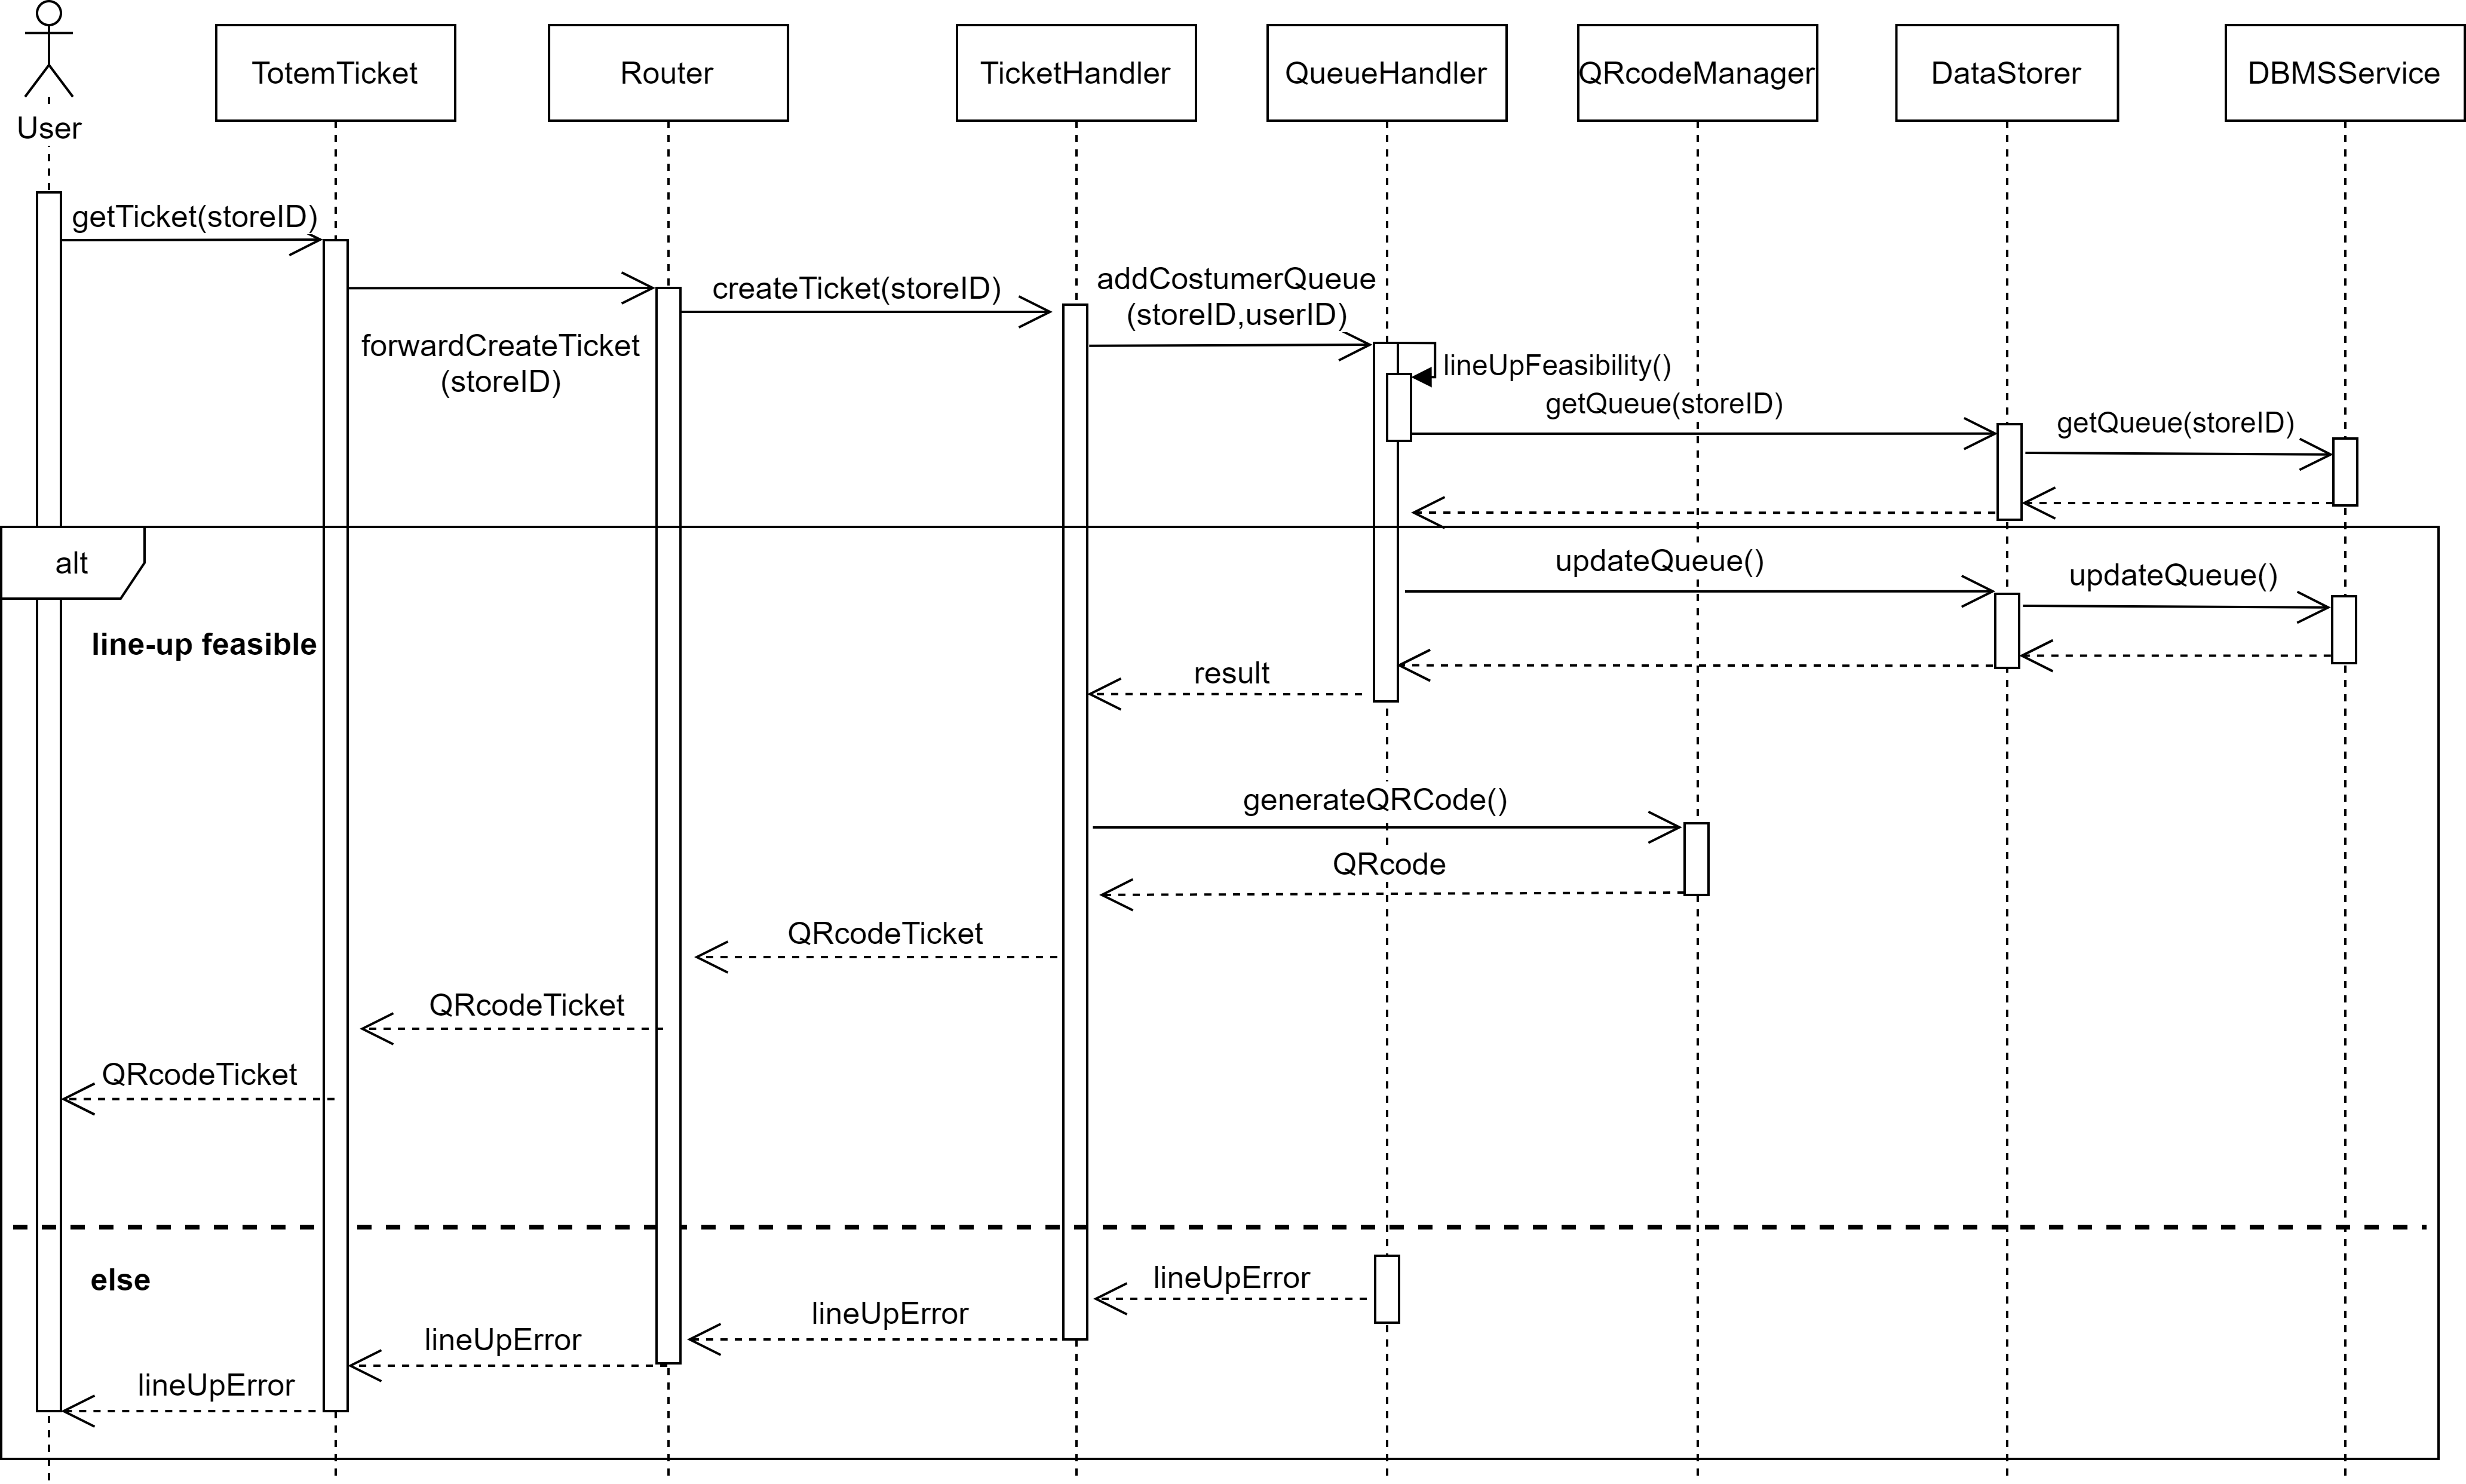 User
TotemTicket
Router
TicketHandler
QueueHandler
QRcodeManager
DataStorer
DBMSService
getTicket(storeID)
forwardCreateTicket
(storeID)
createTicket(storeID)
addCostumerQueue
(storeID,userID)
lineUpFeasibility()
getQueue(storeID)
getQueue(storeID)
alt
line-up feasible
updateQueue()
updateQueue()
result
generateQRCode()
QRcode
QRcodeTicket
QRcodeTicket
QRcodeTicket
else
lineUpError
lineUpError
lineUpError
lineUpError